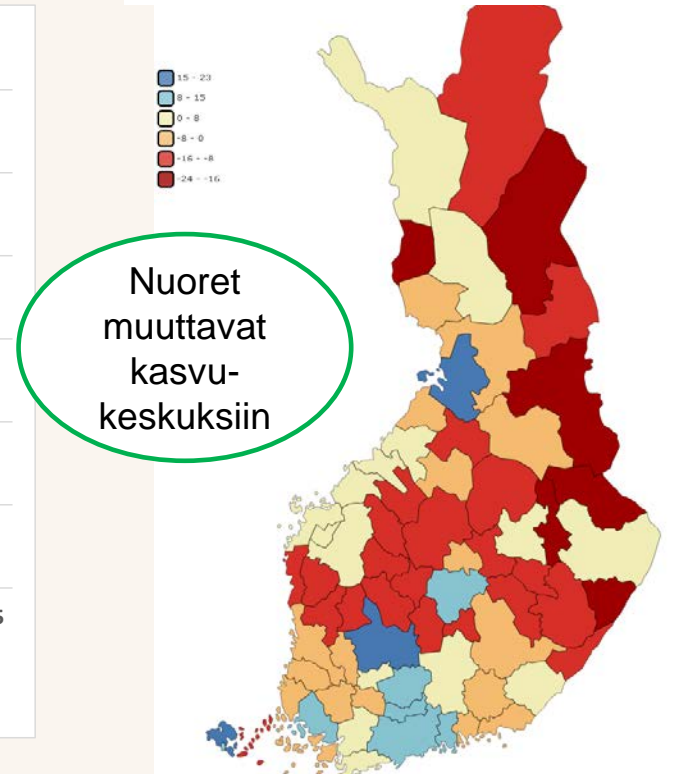 15 - 23
8 - 15
0 - 8
-8 - 0
-16 - -8
-24 - -16
Nuoret
muuttavat
kasvu-
keskuksiin